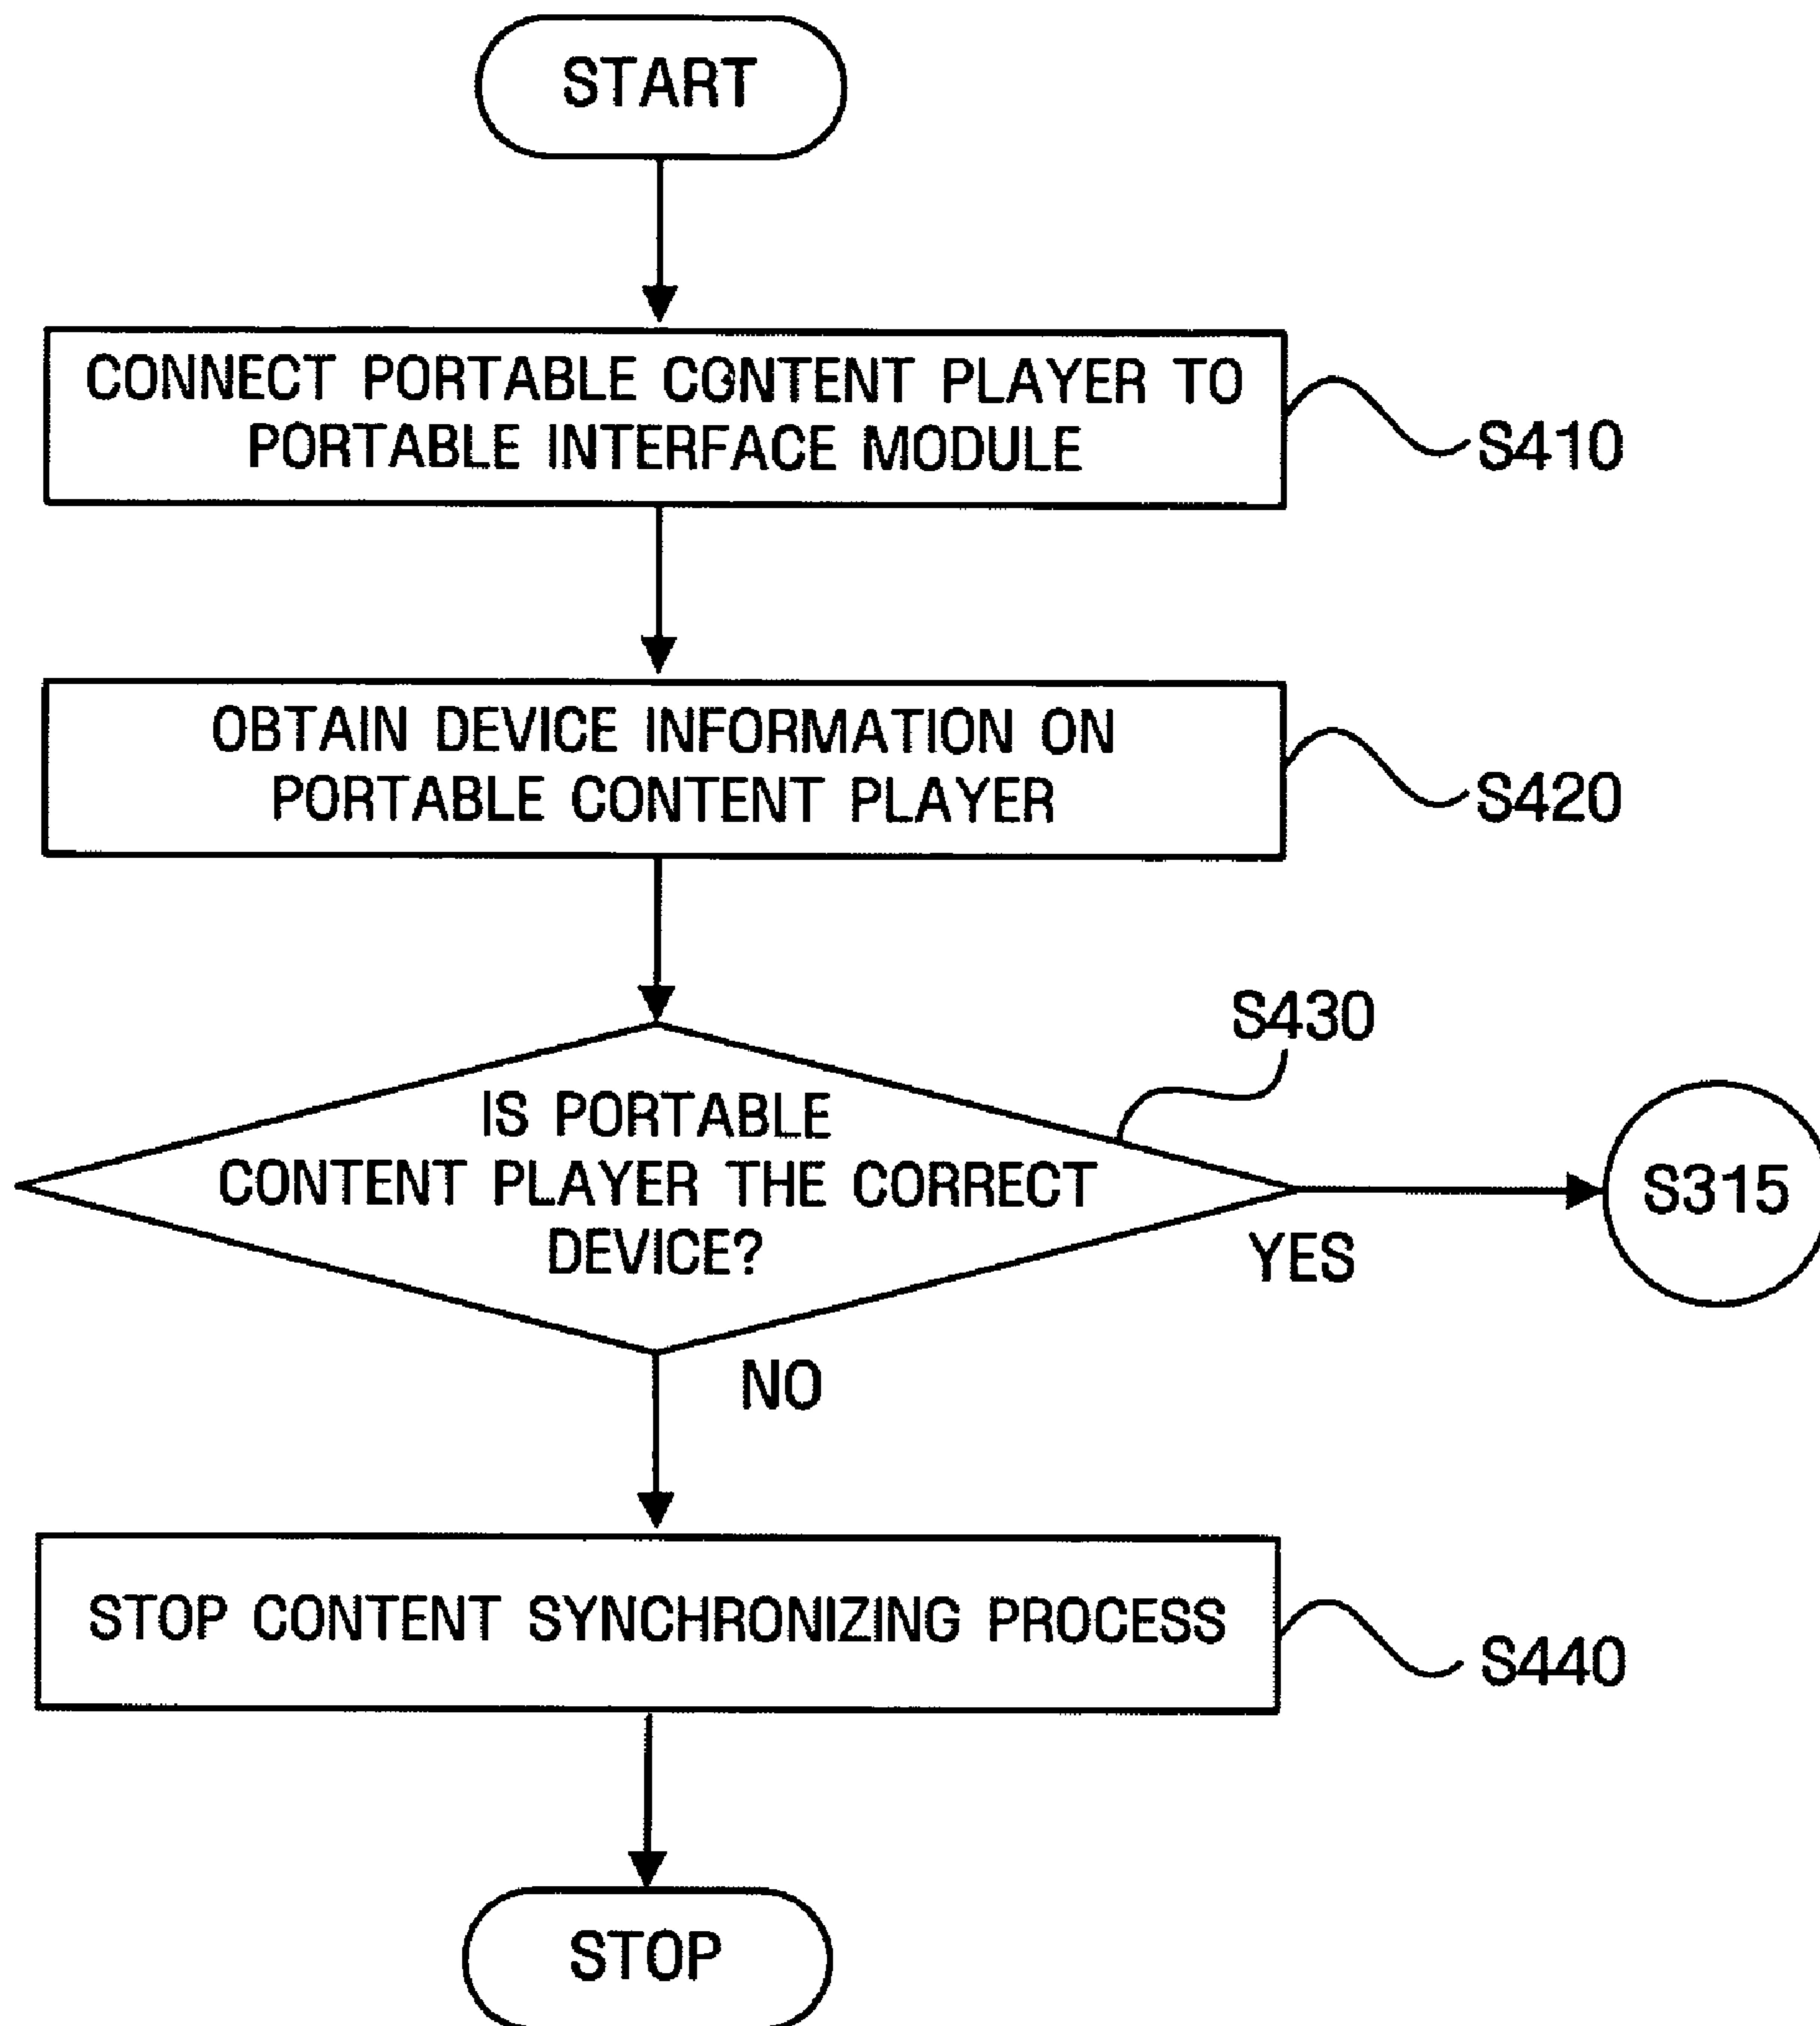 START
CONNECT PORTABLE CONTENT PLAYER TO
PORTABLE INTERFACE MODULE
S410
OBTAIN DEVICE INFORMATION ON
PORTABLE CONTENT PLAYER
S420
S430
IS PORTABLE
CONTENT PLAYER THE CORRECT
DEVICE?
S315
YES
NO
STOP CONTENT SYNCHRONIZING PROCESS
S440
STOP